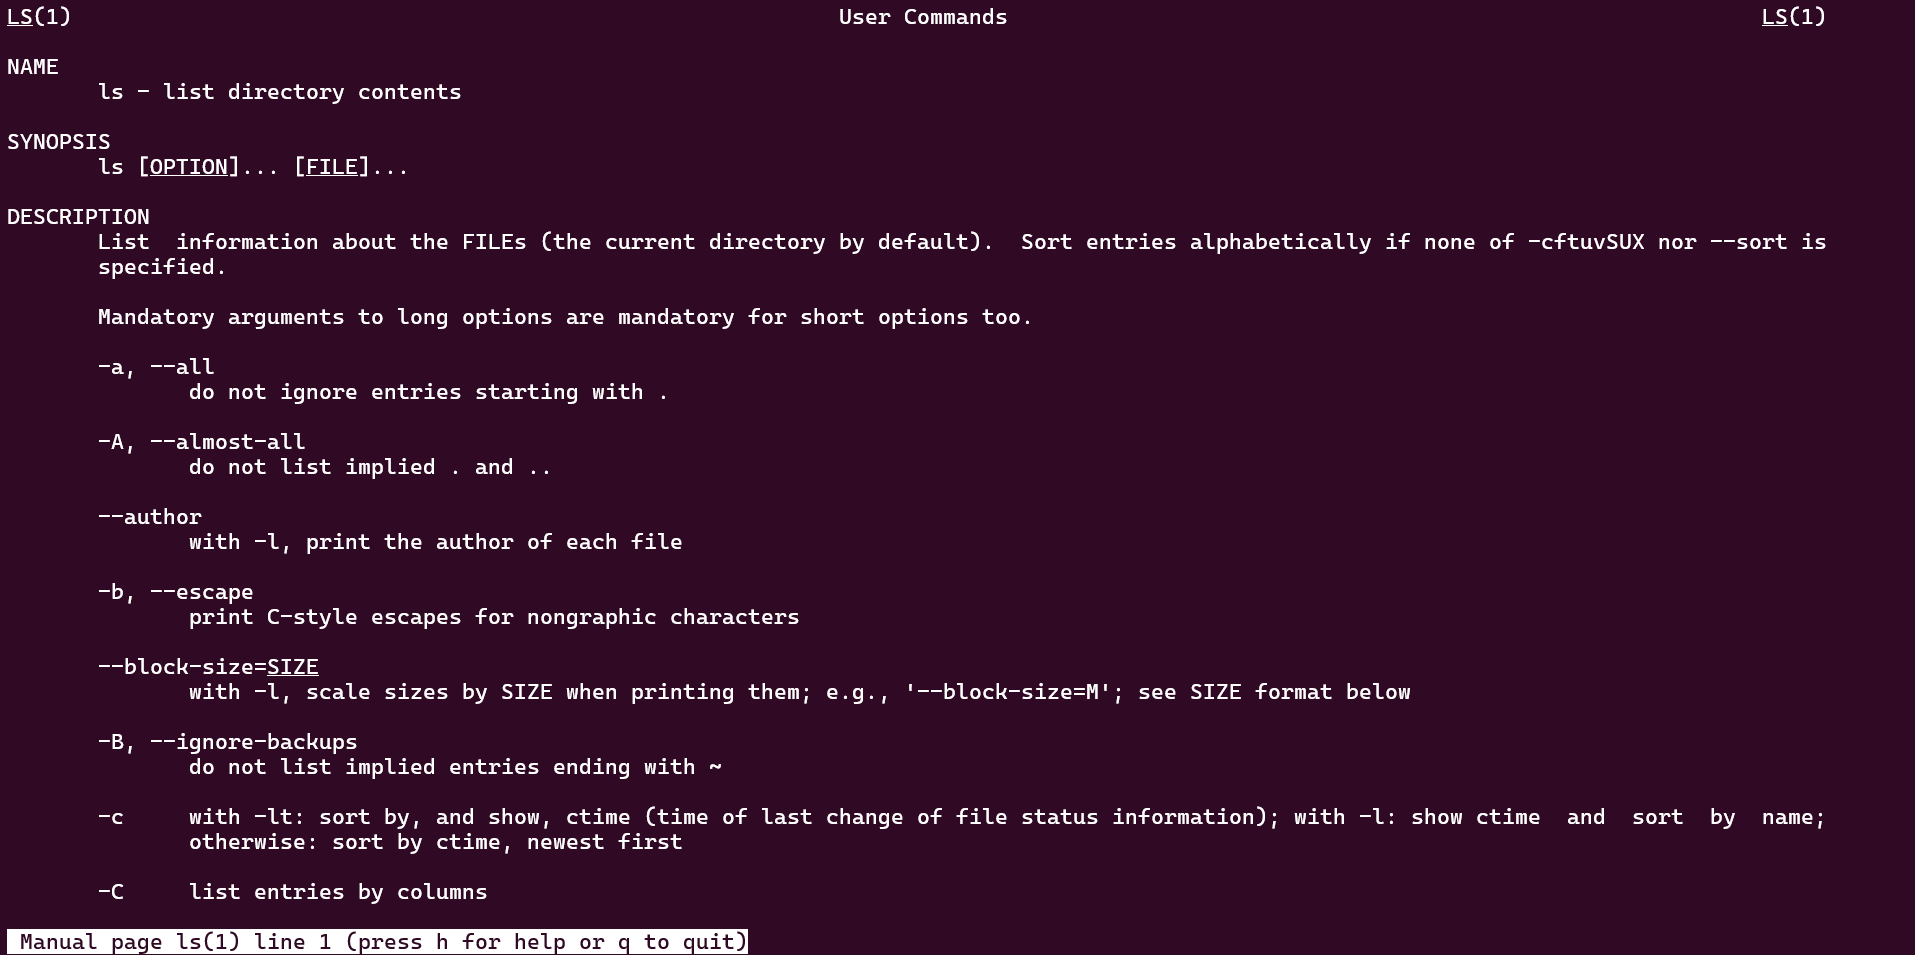 LS(1) User Commands LS(1)
NAME
ls - list directory contents
SYNOPSIS
ls [OPTION]... [FILE]...
DESCRIPTION
List  information about the FILEs (the current directory by default).  Sort entries alphabetically if none of -cftuvSUX nor --sort is
specified.
Mandatory arguments to long options are mandatory for short options too.
-a, --all
do not ignore entries starting with .
-A, --almost-all
do not list implied . and ..
--author
with -l, print the author of each file
-b, --escape
print C-style escapes for nongraphic characters
--block-size=SIZE
with -l, scale sizes by SIZE when printing them; e.g., '--block-size=M'; see SIZE format below
-B, --ignore-backups
do not list implied entries ending with ~
-c     with -lt: sort by, and show, ctime (time of last change of file status information); with -l: show ctime  and  sort  by  name;
otherwise: sort by ctime, newest first
-C     list entries by columns
Manual page ls(1) line 1 (press h for help or q to quit)